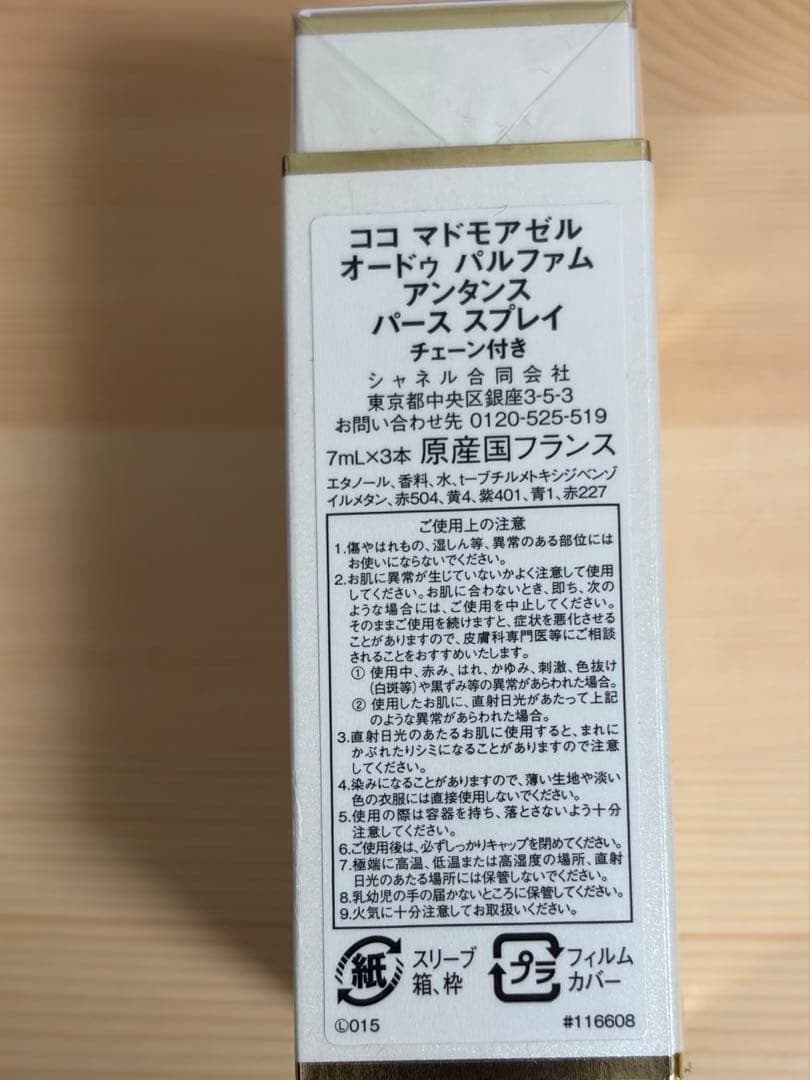 ココ マドモアゼル
オードゥ パルファム
アンタンス
パース スプレイ
チェーン付き
シャネル合同会社
東京都中央区銀座3-5-3
お問い合わせ先 0120-525-519
7mL×3本 原産国フランス
エタノール、香料、水、t-ブチルメトキシジベンゾ
イルメタン、赤504、黄4、紫401、青1、赤227
ご使用上の注意
1.傷やはれもの、湿しん等、異常のある部位には
お使いにならないでください。
2.お肌に異常が生じていないかよく注意して使用
してください。お肌に合わないとき、即ち、次の
ような場合には、ご使用を中止してください。
そのままご使用を続けますと、症状を悪化させる
ことがありますので、皮膚科専門医等にご相談
されることをおすすめいたします。
① 使用中、赤み、はれ、かゆみ、刺激、色抜け
(白斑等)や黒ずみ等の異常があらわれた場合。
② 使用したお肌に、直射日光があたって上記
のような異常があらわれた場合。
3.直射日光のあたるお肌に使用すると、まれに
かぶれたりシミになることがありますので注意
してください。
4.染みになることがありますので、薄い生地や淡い
色の衣服には直接使用しないでください。
5.使用の際は容器を持ち、落とさないよう十分
注意してください。
6.ご使用後は、必ずしっかりキャップを閉めてください。
7.極端に高温、低温または高湿度の場所、直射
日光のあたる場所には保管しないでください。
8.乳幼児の手の届かないところに保管してください。
9.火気に十分注意してお取扱いください。
紙 スリーブ
箱、枠
プラ フィルム
カバー
Ⓛ015 #116608